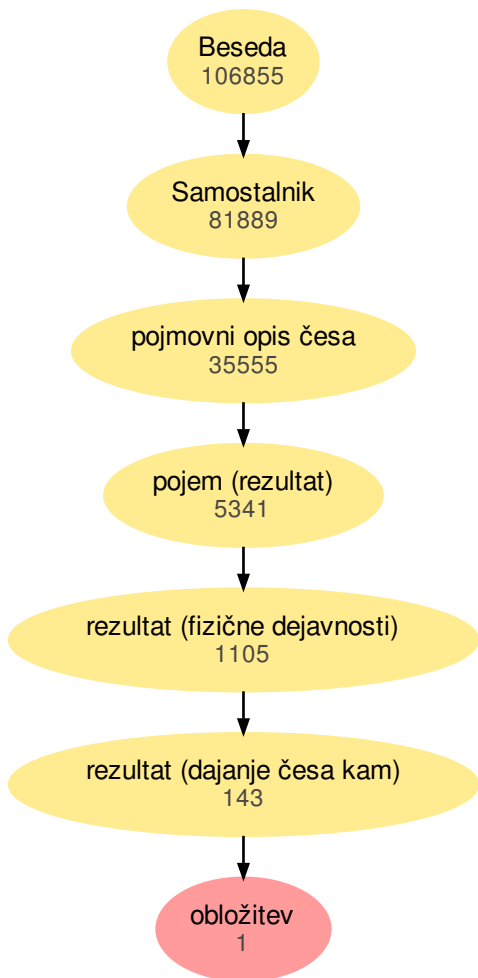 Beseda
106855
Samostalnik
81889
pojmovni opis česa
35555
pojem (rezultat)
5341
rezultat (fizične dejavnosti)
1105
rezultat (dajanje česa kam)
143
obložitev
1